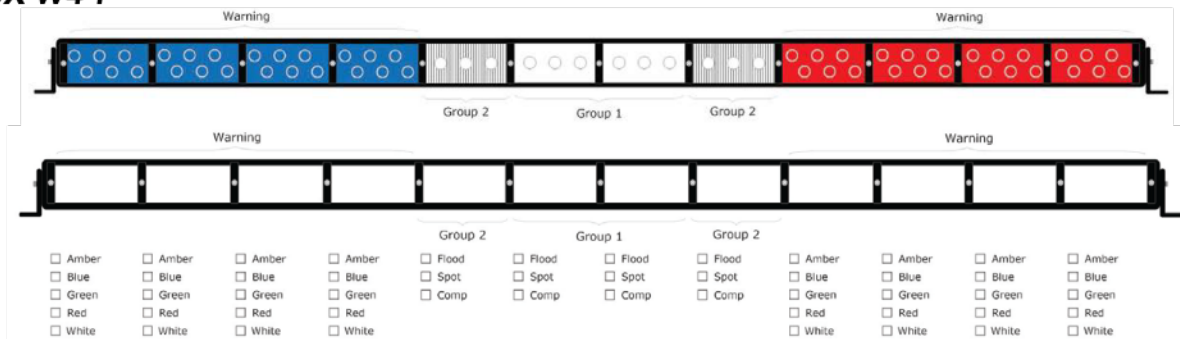 Warning Warning
Group 2 Group 1 Group 2
Warning Warning
Group 2 Group 1 Group 2
Amber Amber Amber Amber Flood Flood Flood Flood Amber Amber Amber Amber
Blue Blue Blue Blue Spot Spot Spot Spot Blue Blue Blue Blue
Green Green Green Green Comp Comp Comp Comp Green Green Green Green
Red Red Red Red Red Red Red Red
White White White White White White White White